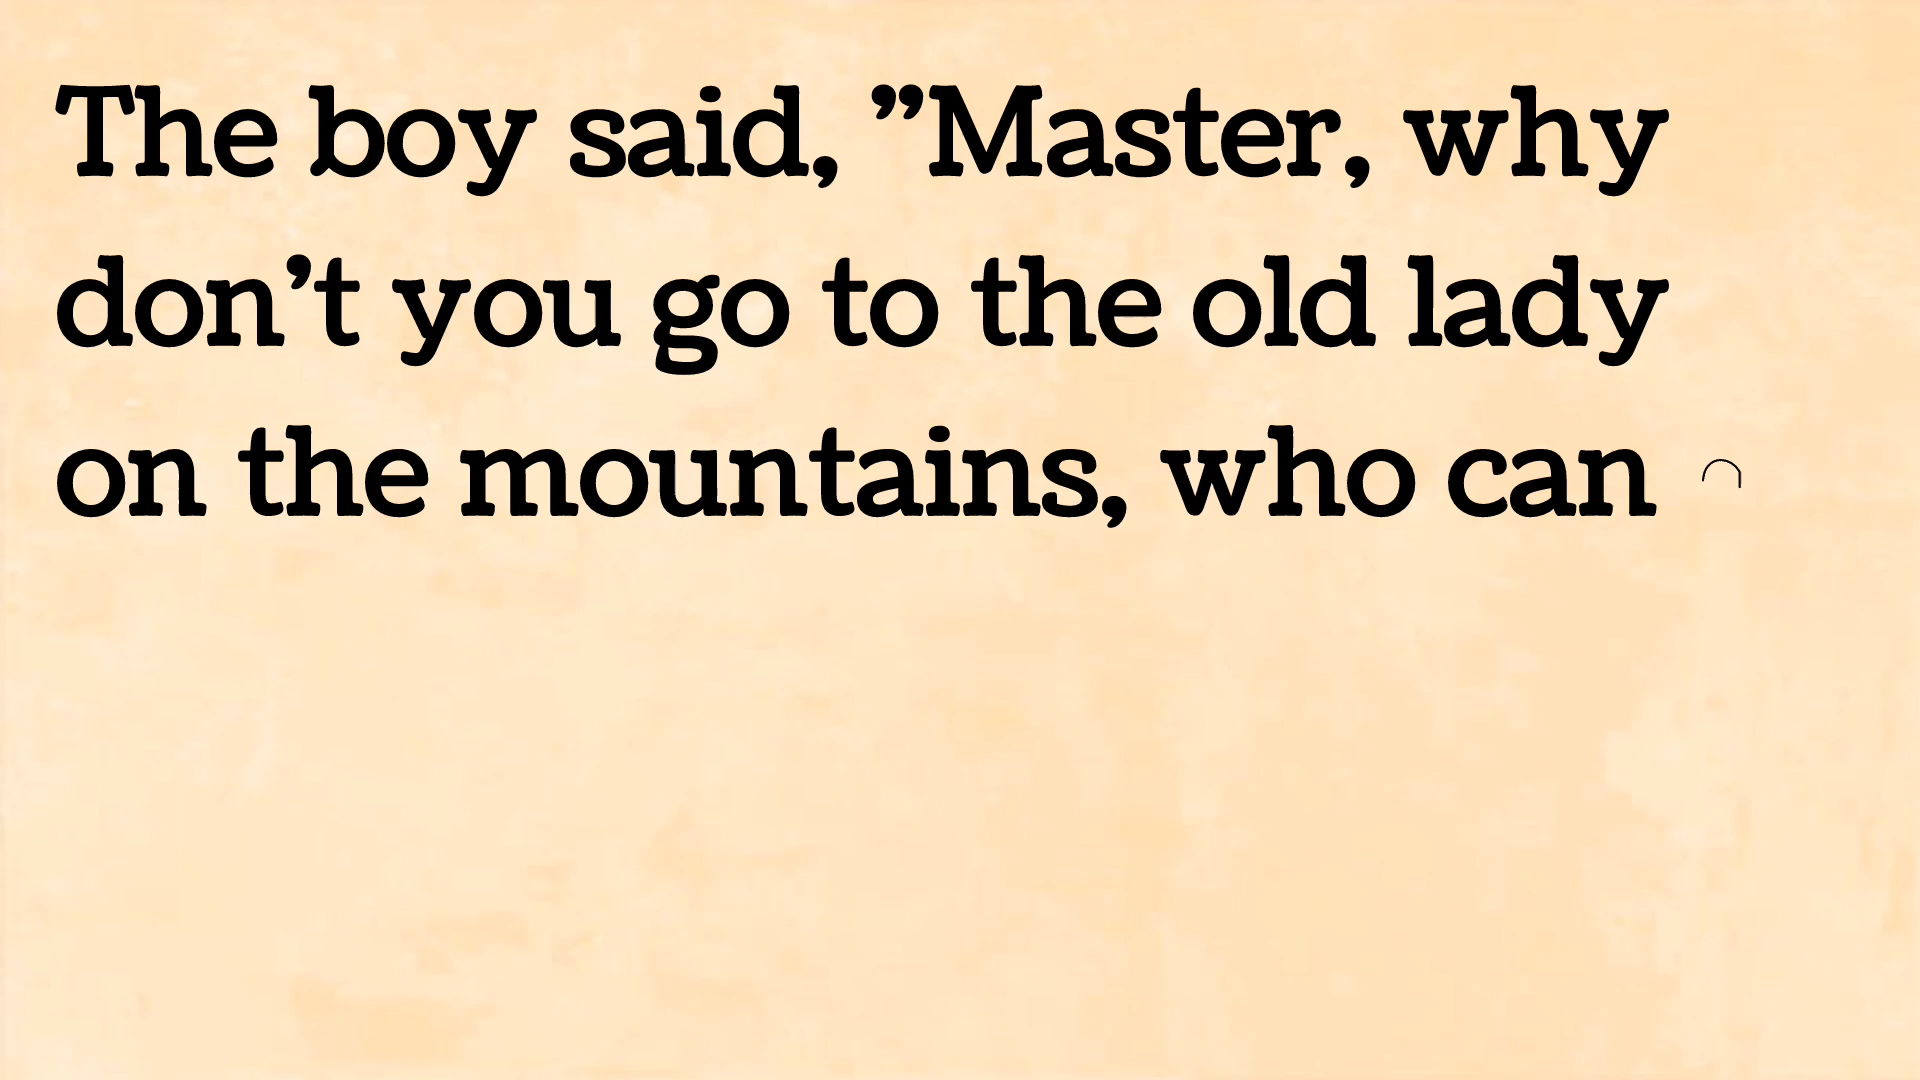 The boy said, ”Master, why
don’t you go to the old lady
on the mountains, who can